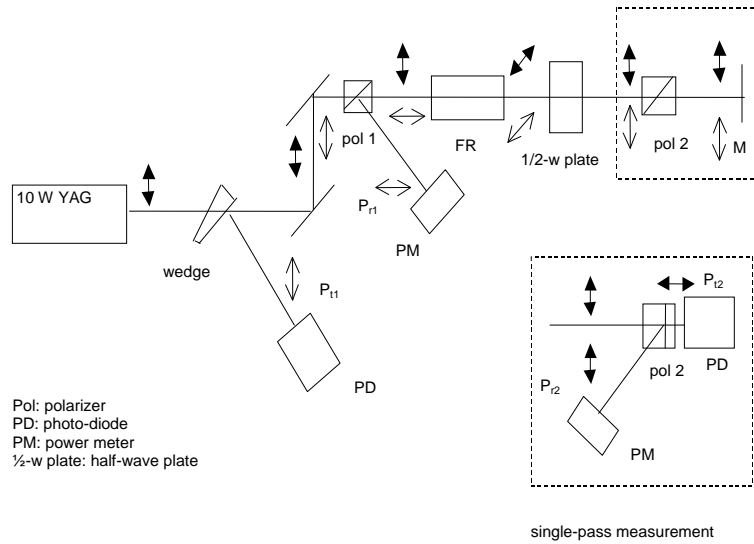 10 W YAG
wedge
P_t1
PD
pol 1
P_r1
PM
FR
1/2-w plate
pol 2
M
P_t2
pol 2
PD
P_r2
PM
Pol: polarizer
PD: photo-diode
PM: power meter
½-w plate: half-wave plate
single-pass measurement